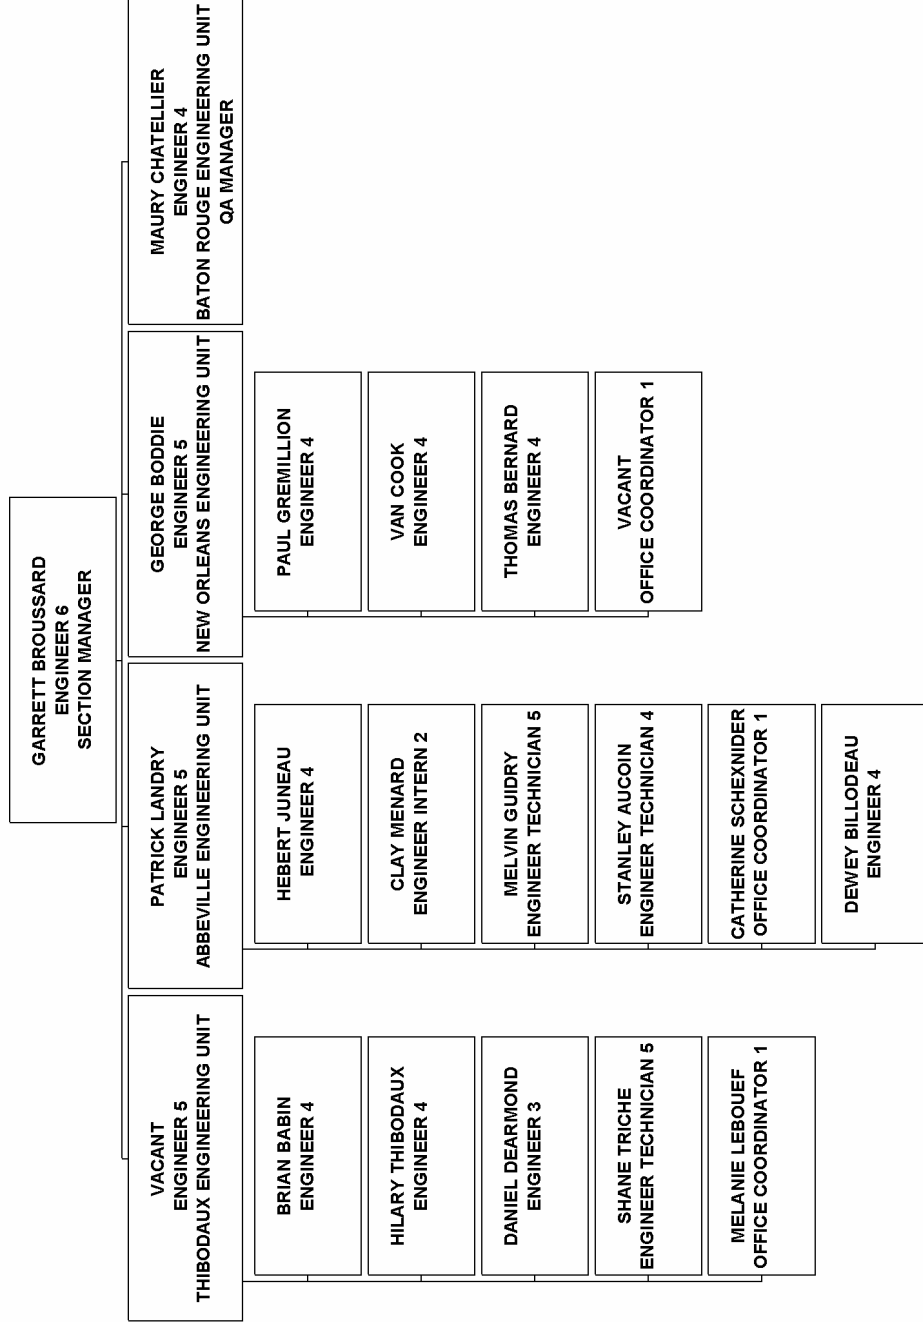 GARRETT BROUSSARD
ENGINEER 6
SECTION MANAGER
VACANT
ENGINEER 5
THIBODAUX ENGINEERING UNIT
BRIAN BABIN
ENGINEER 4
HILARY THIBODAUX
ENGINEER 4
DANIEL DEARMOND
ENGINEER 3
SHANE TRICHE
ENGINEER TECHNICIAN 5
MELANIE LEBOUEF
OFFICE COORDINATOR 1
PATRICK LANDRY
ENGINEER 5
ABBEVILLE ENGINEERING UNIT
HEBERT JUNEAU
ENGINEER 4
CLAY MENARD
ENGINEER INTERN 2
MELVIN GUIDRY
ENGINEER TECHNICIAN 5
STANLEY AUCOIN
ENGINEER TECHNICIAN 4
CATHERINE SCHEXNIDER
OFFICE COORDINATOR 1
DEWEY BILLODEAU
ENGINEER 4
GEORGE BODDIE
ENGINEER 5
NEW ORLEANS ENGINEERING UNIT
PAUL GREMILLION
ENGINEER 4
VAN COOK
ENGINEER 4
THOMAS BERNARD
ENGINEER 4
VACANT
OFFICE COORDINATOR 1
MAURY CHATELLIER
ENGINEER 4
BATON ROUGE ENGINEERING UNIT
QA MANAGER